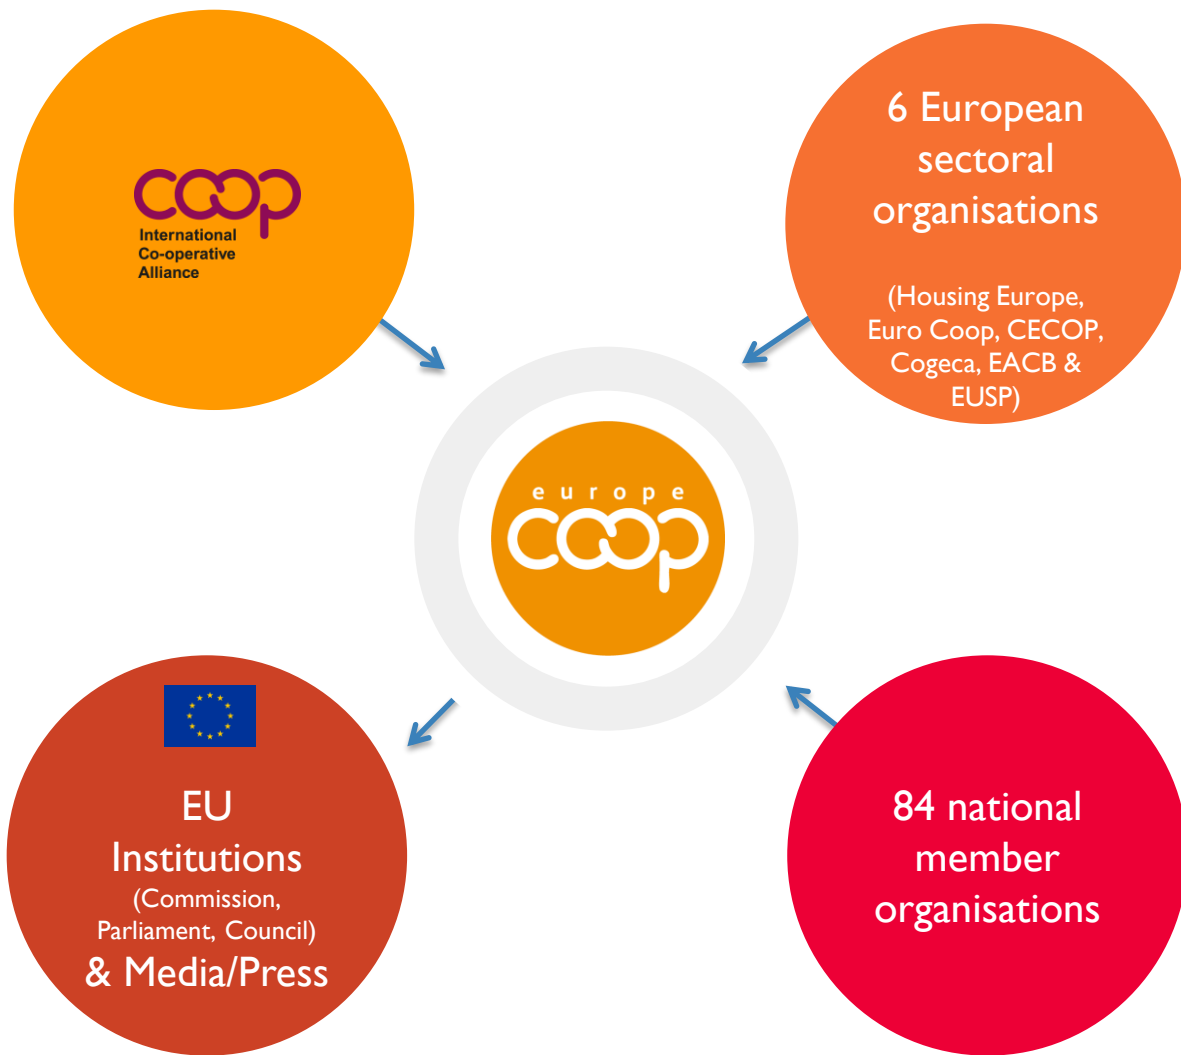 coop
International
Co-operative
Alliance
6 European
sectoral
organisations
(Housing Europe,
Euro Coop, CECOP,
Cogeca, EACB &
EUSP)
europe
coop
EU
Institutions
(Commission,
Parliament, Council)
& Media/Press
84 national
member
organisations